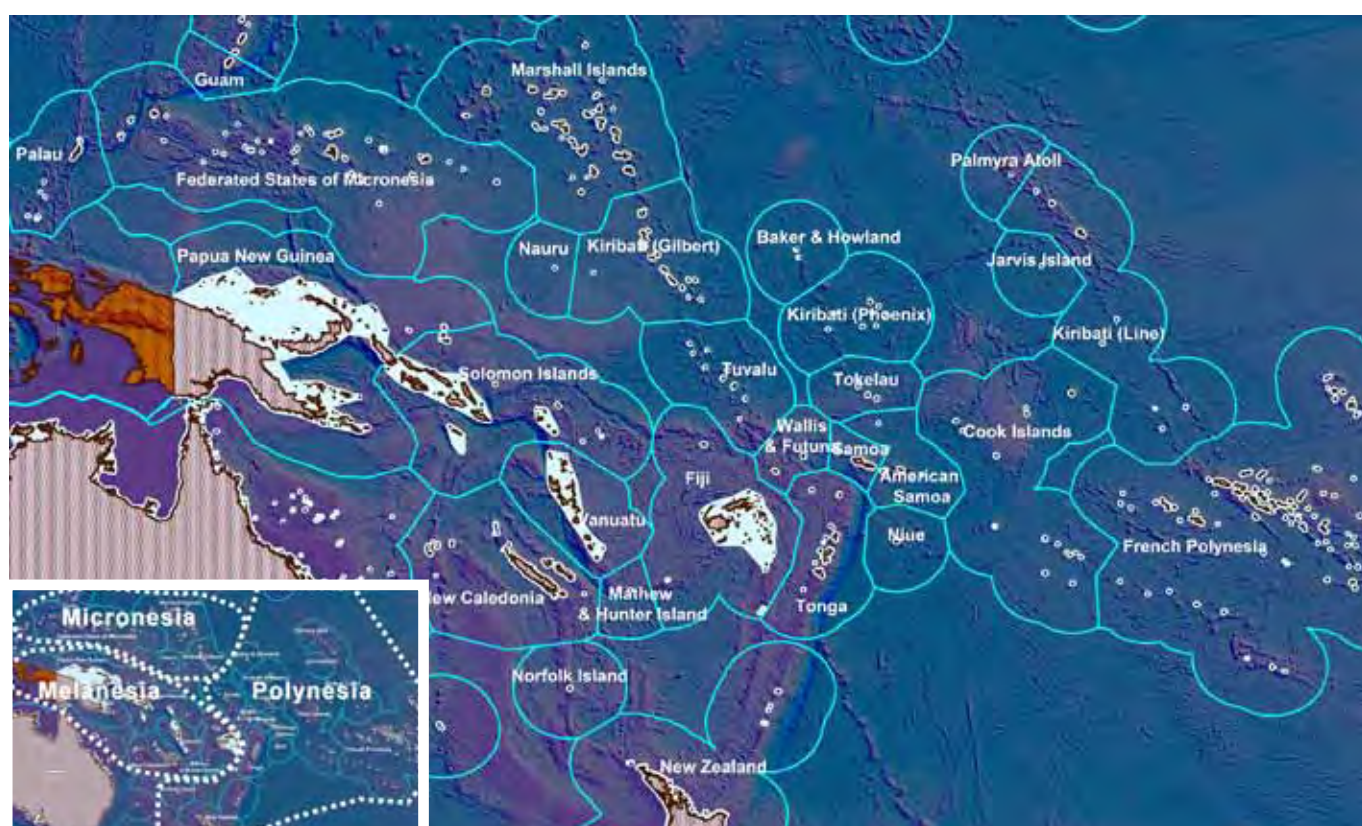 Guam
Marshall Islands
Palau
Federated States of Micronesia
Palmyra Atoll
Papua New Guinea
Nauru
Kiribati (Gilbert)
Baker & Howland
Jarvis Island
Kiribati (Phoenix)
Kiribati (Line)
Solomon Islands
Tuvalu
Tokelau
Wallis
& Futuna
Samoa
Cook Islands
American
Samoa
Fiji
Vanuatu
Niue
French Polynesia
New Caledonia
Mathew
& Hunter Island
Tonga
Norfolk Island
New Zealand
Micronesia
Melanesia
Polynesia